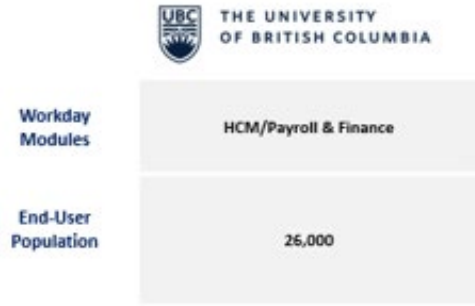 UBC
THE UNIVERSITY
OF BRITISH COLUMBIA
Workday
Modules
HCM/Payroll & Finance
End-User
Population
26,000